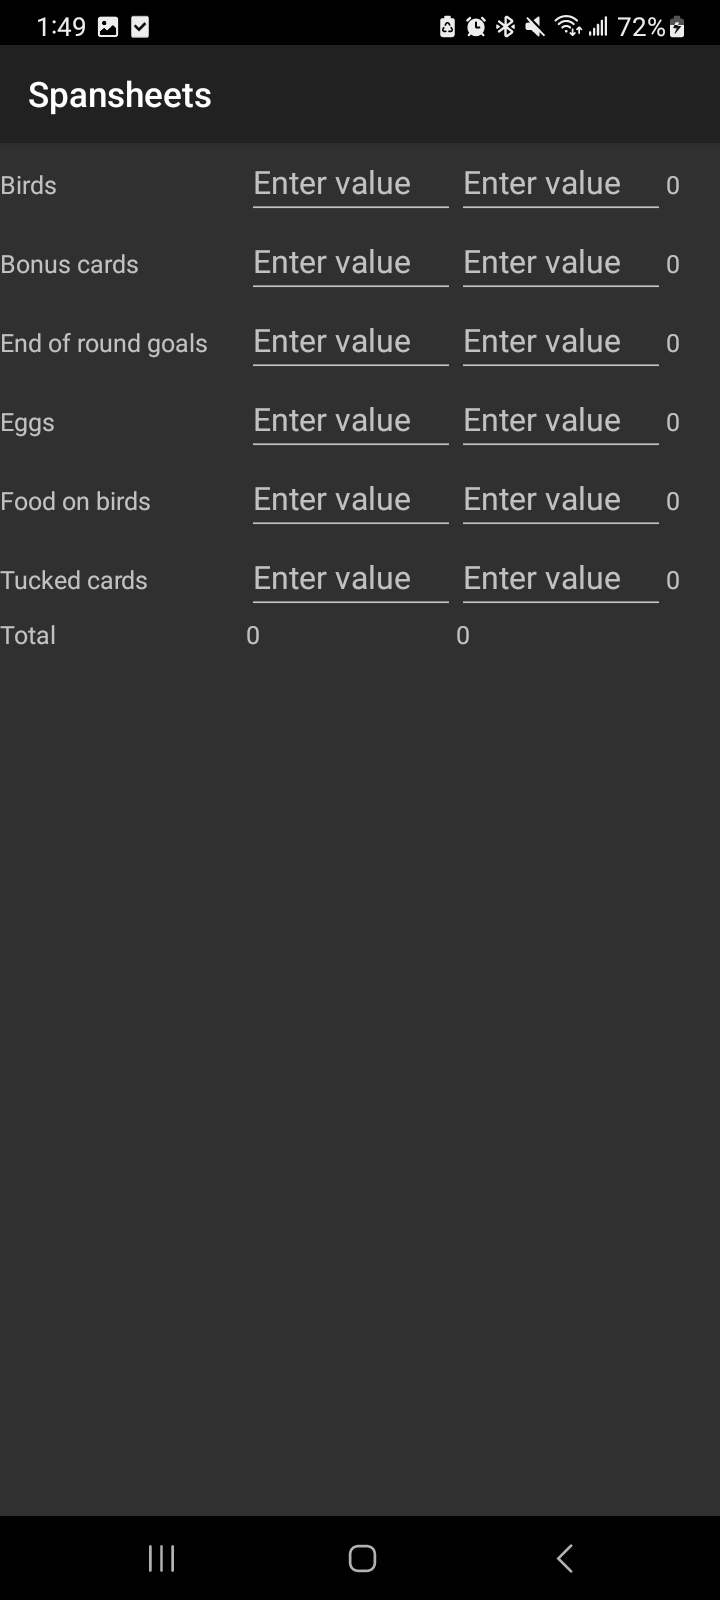 1:49 72%
Spansheets
Birds Enter value Enter value 0
Bonus cards Enter value Enter value 0
End of round goals Enter value Enter value 0
Eggs Enter value Enter value 0
Food on birds Enter value Enter value 0
Tucked cards Enter value Enter value 0
Total 0 0